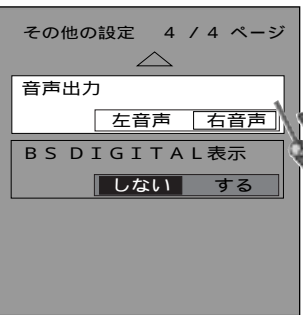 その他の設定　4／4ページ
音声出力
左音声　右音声
ＢＳ　ＤＩＧＩＴＡＬ表示
しない　する